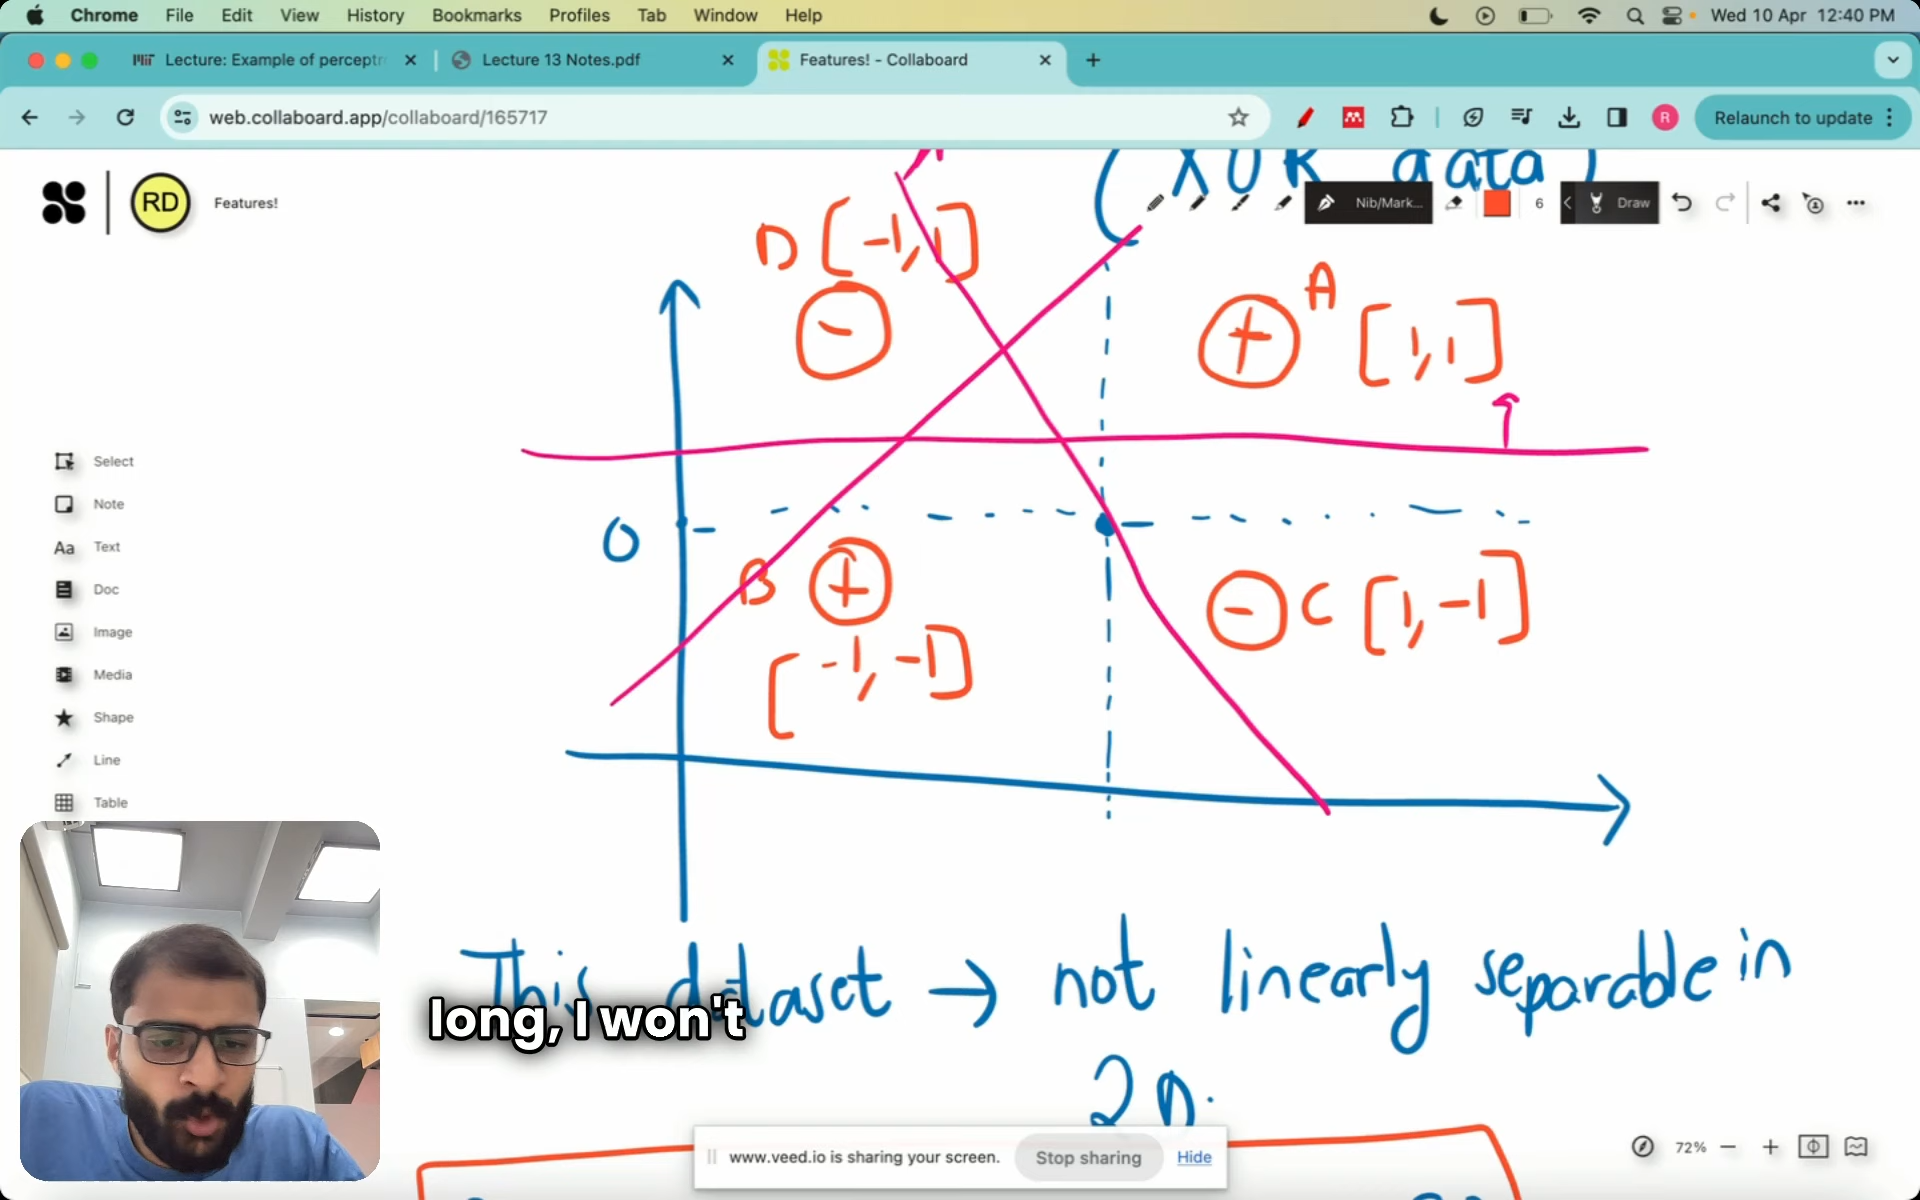 Chrome File Edit View History Bookmarks Profiles Tab Window Help Wed 10 Apr 12:40 PM
MIT Lecture: Example of perceptr Lecture 13 Notes.pdf Features! - Collaboard
web.collaboard.app/collaboard/165717 R Relaunch to update
(XOR data)
RD Features! Nib/Mark... 6 Draw
D [-1, 1]
-
+ A [1, 1]
0
B +
[-1, -1]
- C [1, -1]
Select
Note
Aa Text
Doc
Image
Media
Shape
Line
Table
This dataset → not linearly separable in
2D.
long, I won't
www.veed.io is sharing your screen. Stop sharing Hide
72%